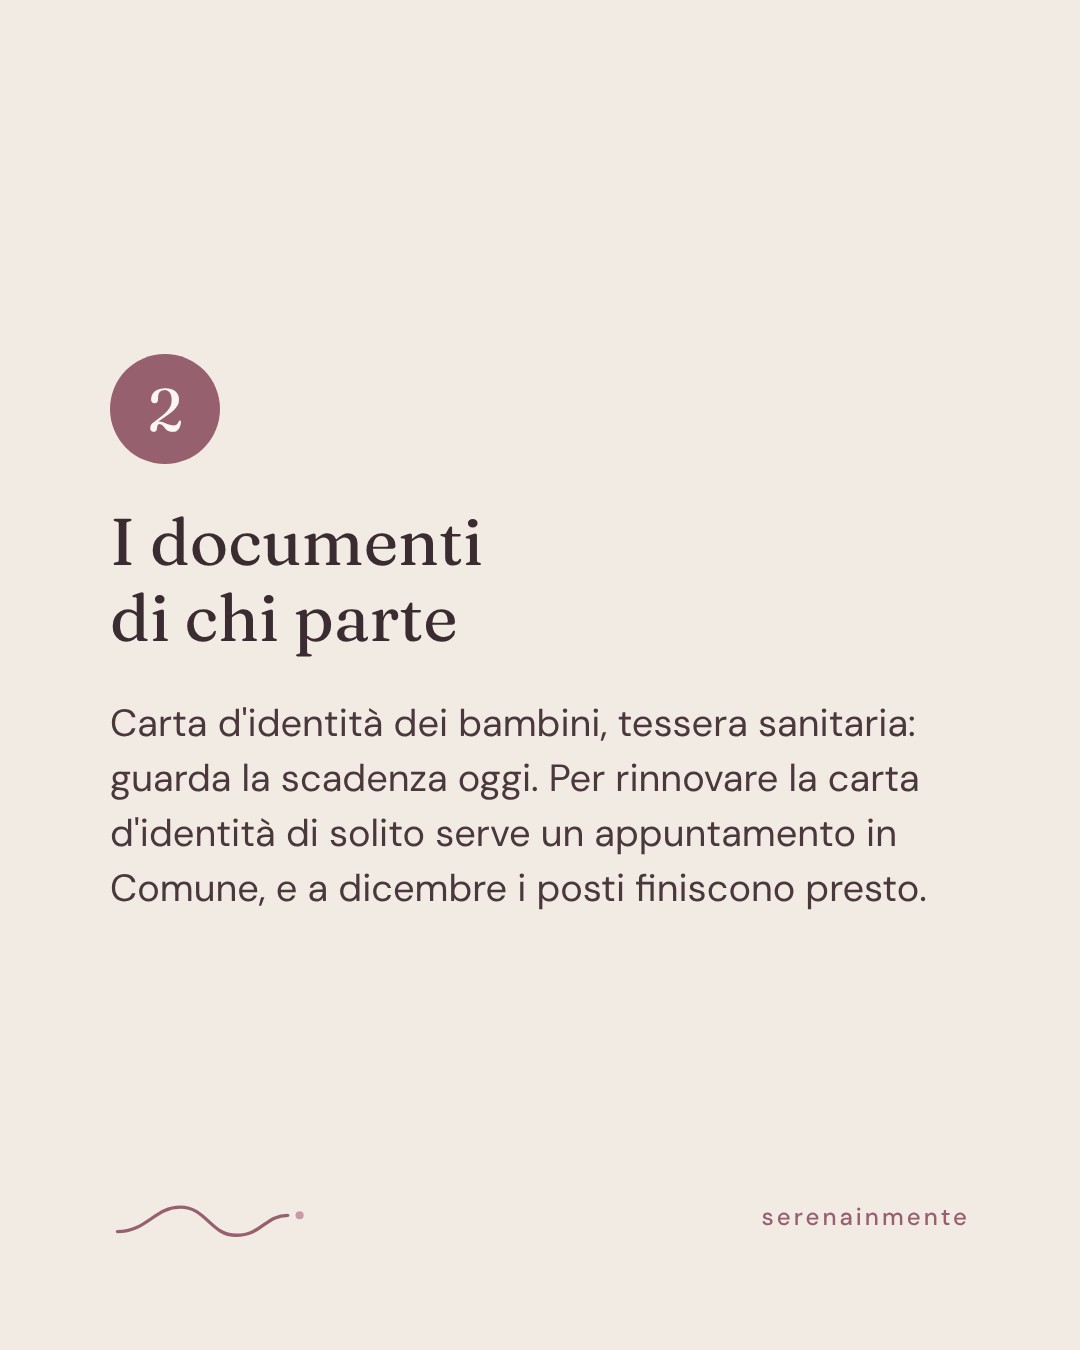 2
I documenti
di chi parte
Carta d'identità dei bambini, tessera sanitaria:
guarda la scadenza oggi. Per rinnovare la carta
d'identità di solito serve un appuntamento in
Comune, e a dicembre i posti finiscono presto.
serenainmente